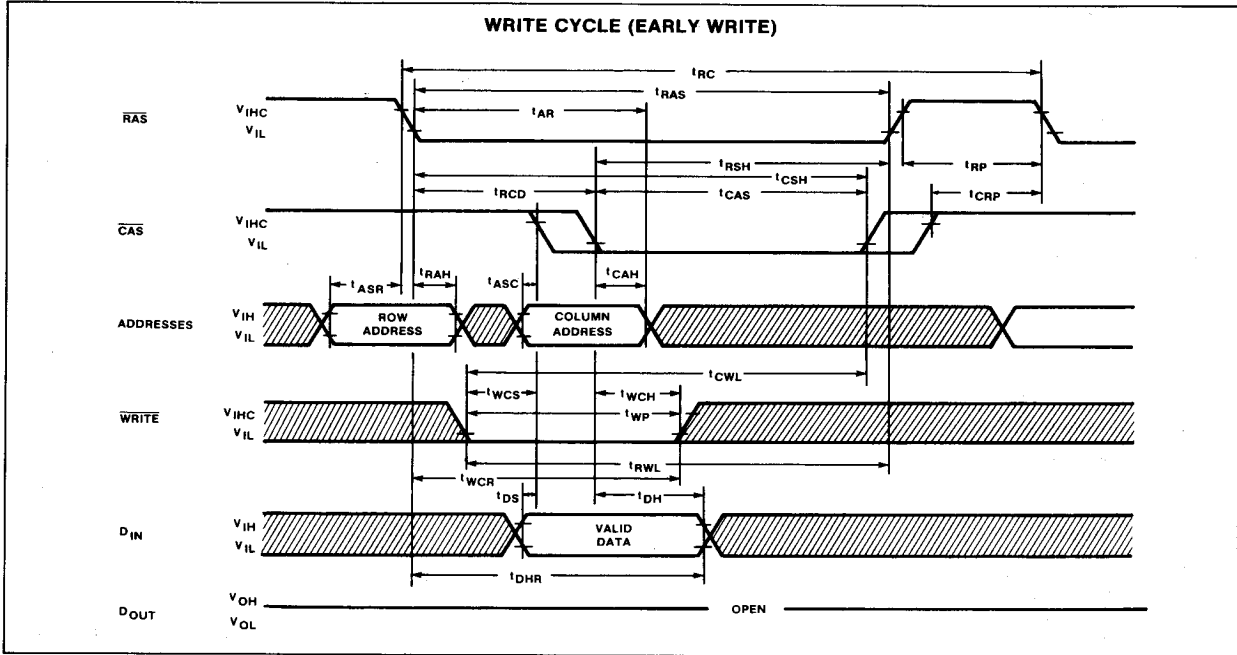 WRITE CYCLE (EARLY WRITE)
tRC
tRAS
tAR
RAS
VIHC
VIL
tRSH
tRP
tCSH
tRCD
tCAS
tCRP
CAS
VIHC
VIL
tASR
tRAH
tASC
tCAH
ADDRESSES
VIH
VIL
ROW
ADDRESS
COLUMN
ADDRESS
tCWL
tWCS
tWCH
tWP
WRITE
VIHC
VIL
tRWL
tWCR
tDS
tDH
DIN
VIH
VIL
VALID
DATA
tDHR
DOUT
VOH
VOL
OPEN